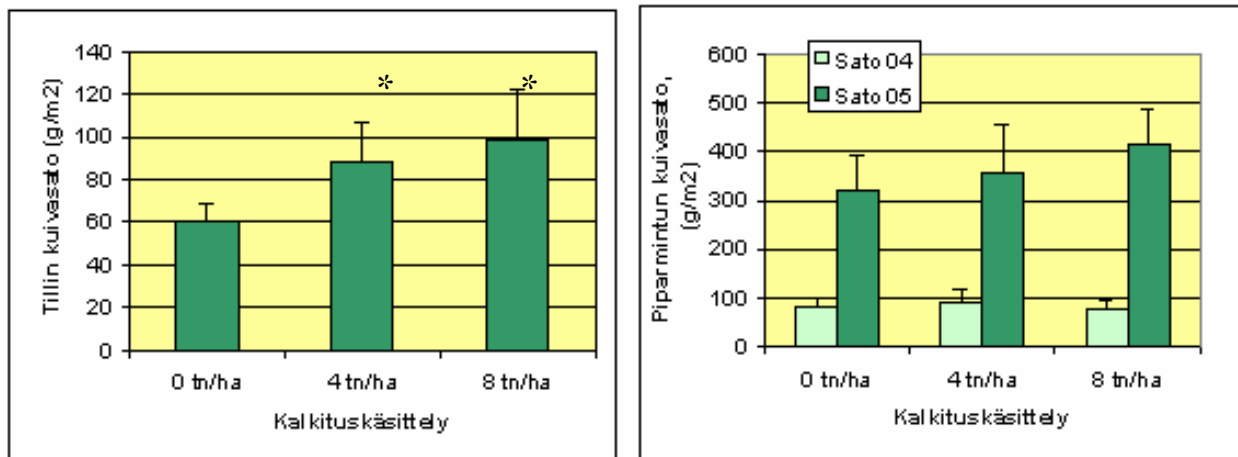 Tillin kuivasato (g/m2)
140
120
100
80
60
40
20
0
*
*
0 tn/ha
4 tn/ha
8 tn/ha
Kalkituskäsittely
Piparmintun kuivasato,
(g/m2)
600
500
400
300
200
100
0
Sato 04
Sato 05
0 tn/ha
4 tn/ha
8 tn/ha
Kalkituskäsittely